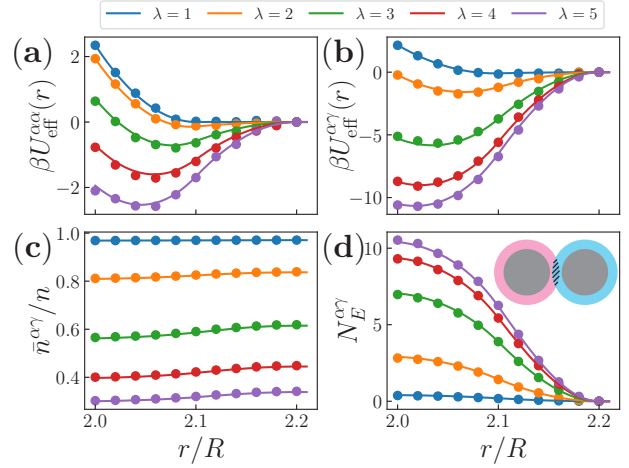 λ = 1 λ = 2 λ = 3 λ = 4 λ = 5
(a)
βU_eff^{αα}(r)
2
0
−2
(b)
βU_eff^{αγ}(r)
0
−5
−10
(c)
n̄^{αγ}/n
1.0
0.8
0.6
0.4
2.0 2.1 2.2
r/R
(d)
N_E^{αγ}
10
5
0
2.0 2.1 2.2
r/R